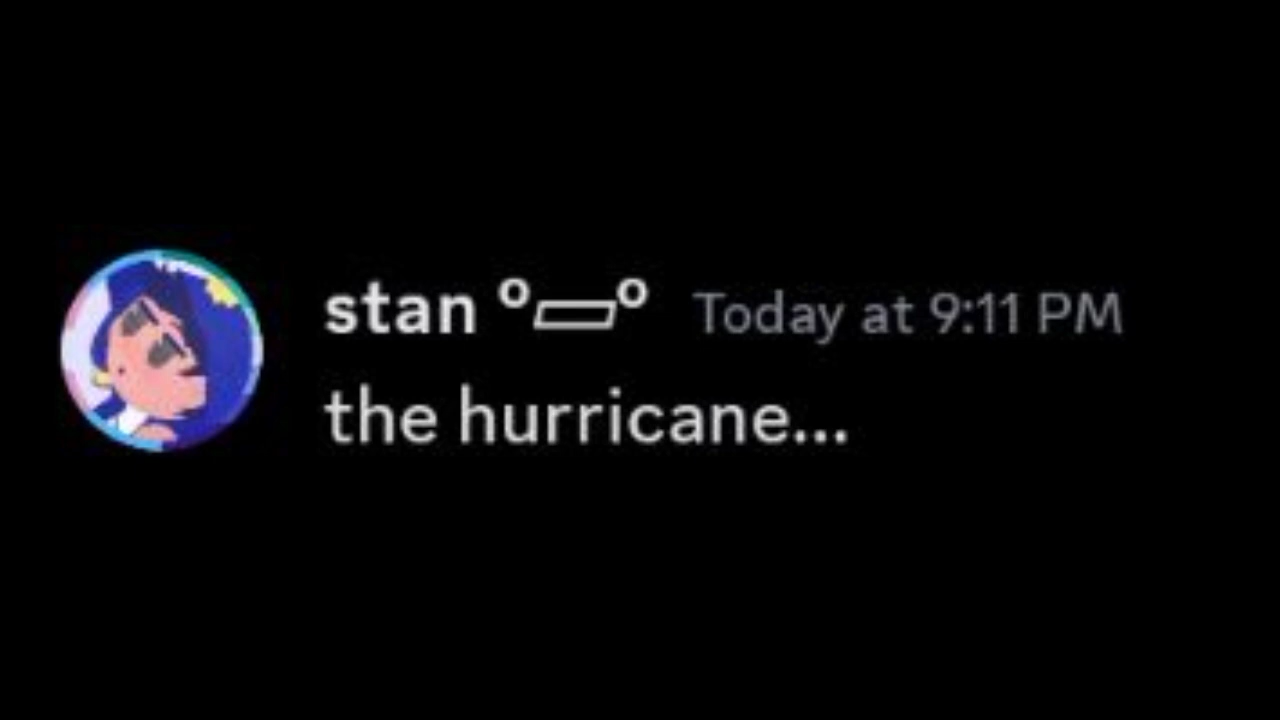 stan º▱º Today at 9:11 PM
the hurricane...